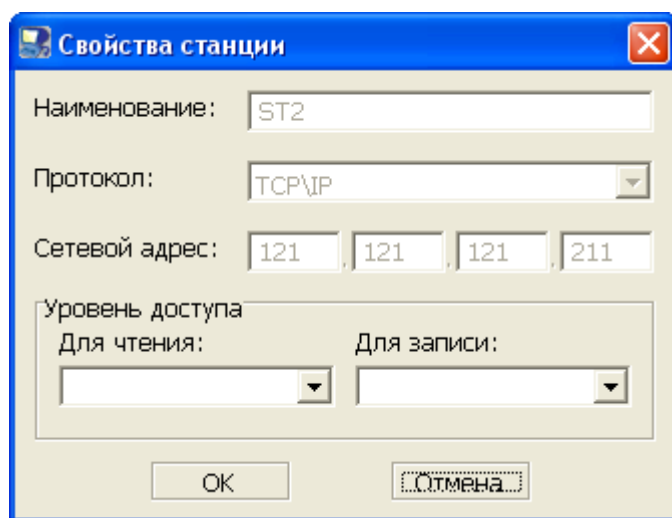 Свойства станции
Наименование: ST2
Протокол: TCP\IP
Сетевой адрес: 121 , 121 , 121 , 211
Уровень доступа
Для чтения: Для записи:
OK Отмена